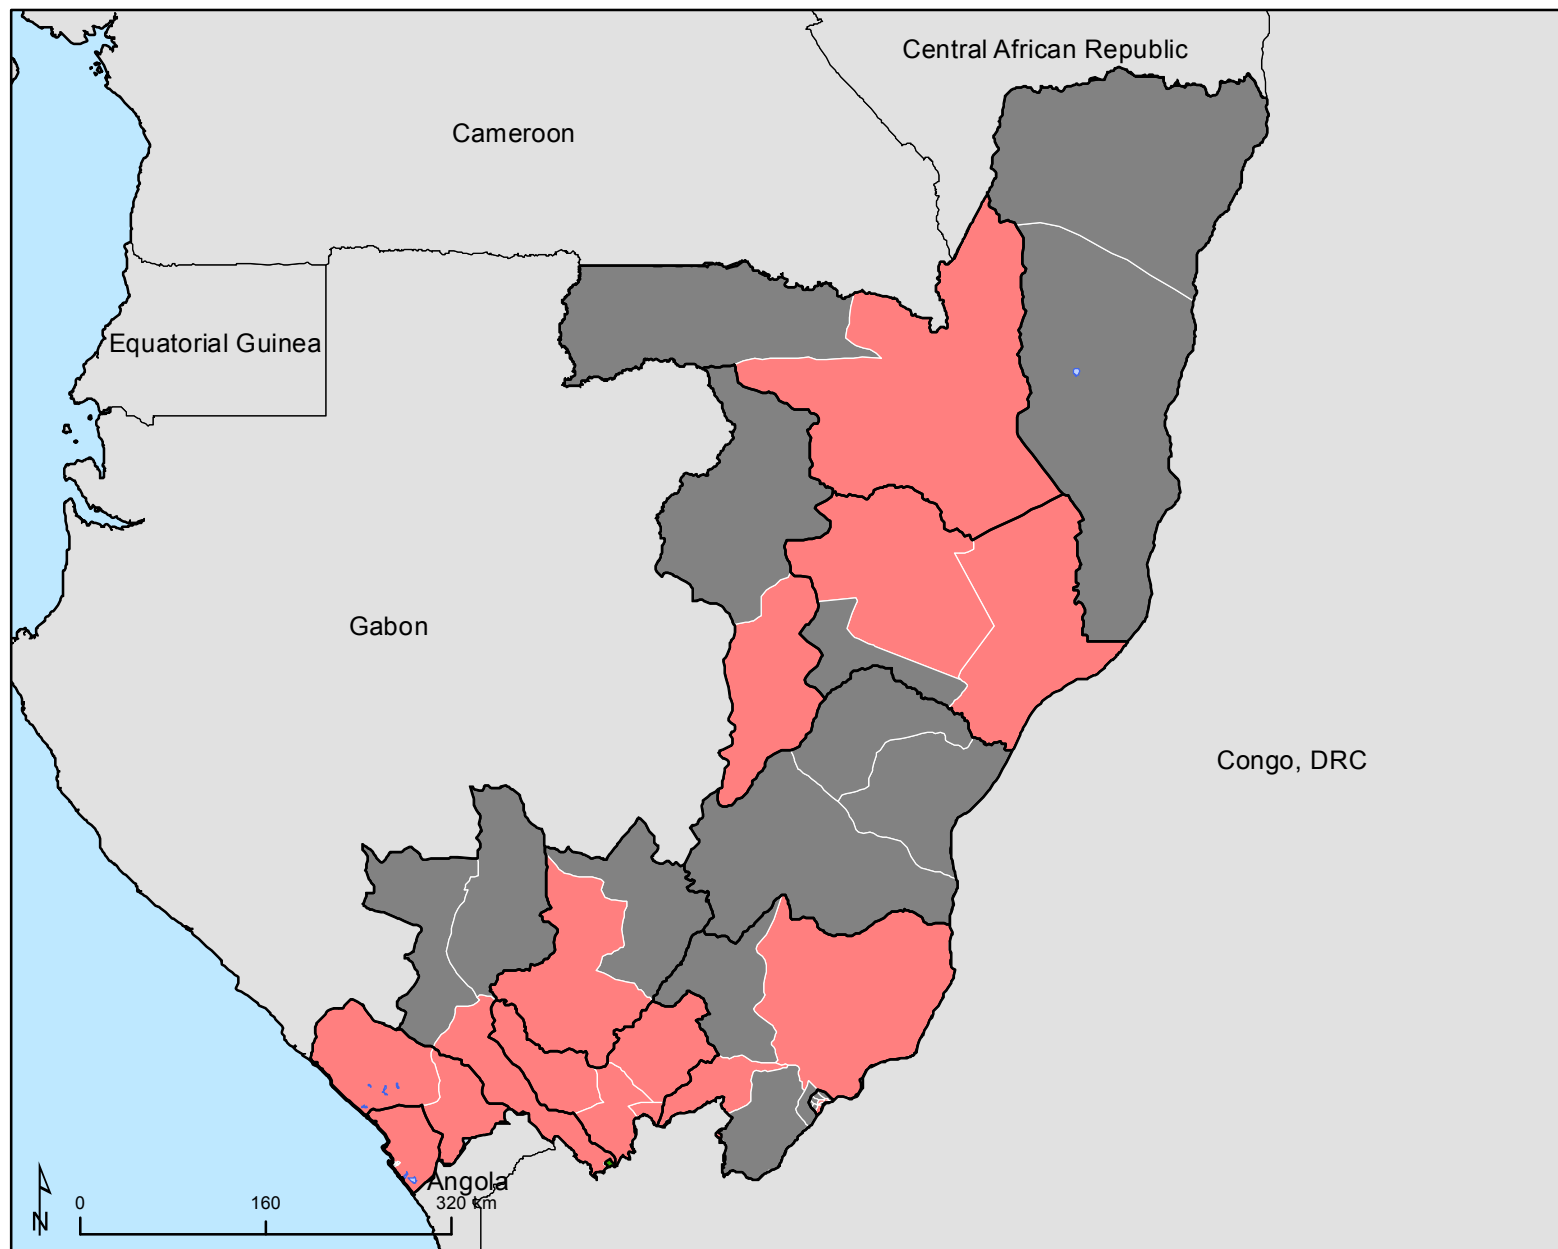 Central African Republic
Cameroon
Equatorial Guinea
Gabon
Congo, DRC
Angola
0 160 320 km
N